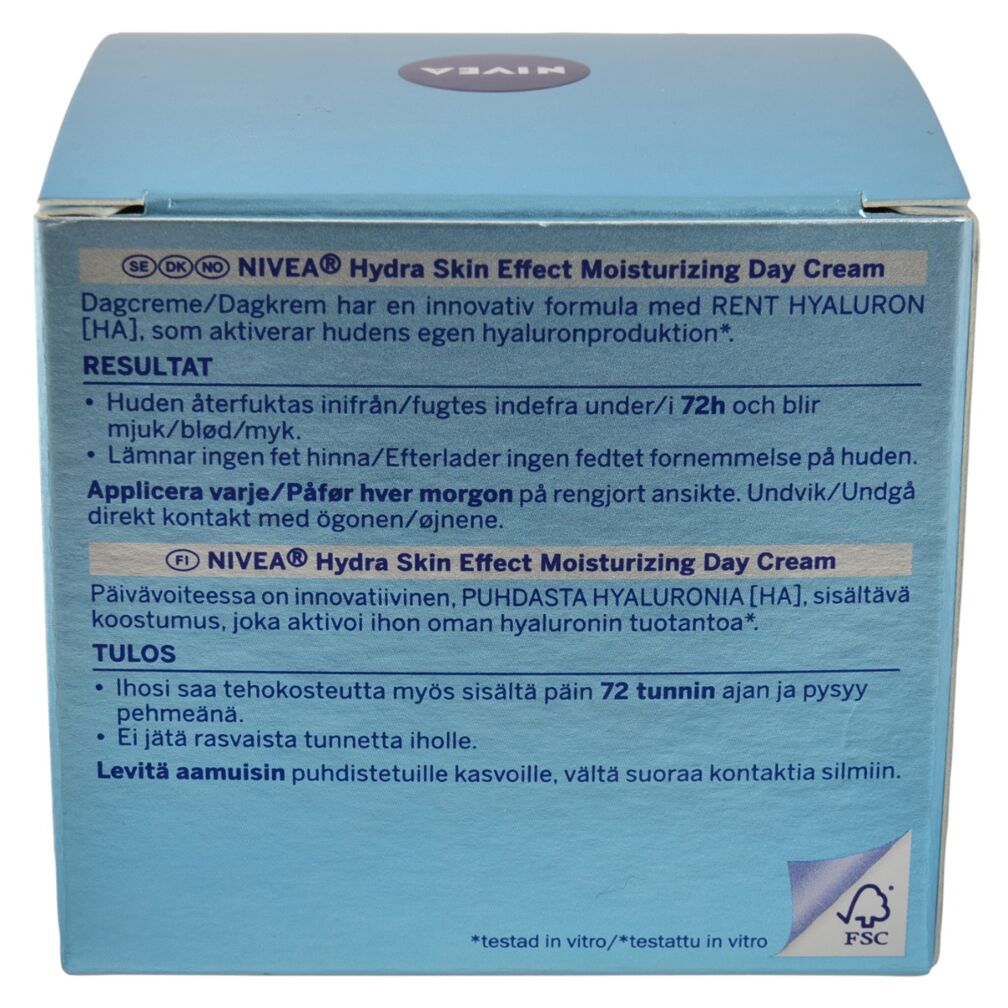 NIVEA
SE DK NO NIVEA® Hydra Skin Effect Moisturizing Day Cream
Dagcreme/Dagkrem har en innovativ formula med RENT HYALURON
[HA], som aktiverar hudens egen hyaluronproduktion*.
RESULTAT
• Huden återfuktas inifrån/fugtes indefra under/i 72h och blir
mjuk/blød/myk.
• Lämnar ingen fet hinna/Efterlader ingen fedtet fornemmelse på huden.
Applicera varje/Påfør hver morgon på rengjort ansikte. Undvik/Undgå
direkt kontakt med ögonen/øjnene.
FI NIVEA® Hydra Skin Effect Moisturizing Day Cream
Päivävoiteessa on innovatiivinen, PUHDASTA HYALURONIA [HA], sisältävä
koostumus, joka aktivoi ihon oman hyaluronin tuotantoa*.
TULOS
• Ihosi saa tehokosteutta myös sisältä päin 72 tunnin ajan ja pysyy
pehmeänä.
• Ei jätä rasvaista tunnetta iholle.
Levitä aamuisin puhdistetuille kasvoille, vältä suoraa kontaktia silmiin.
*testad in vitro/*testattu in vitro
FSC